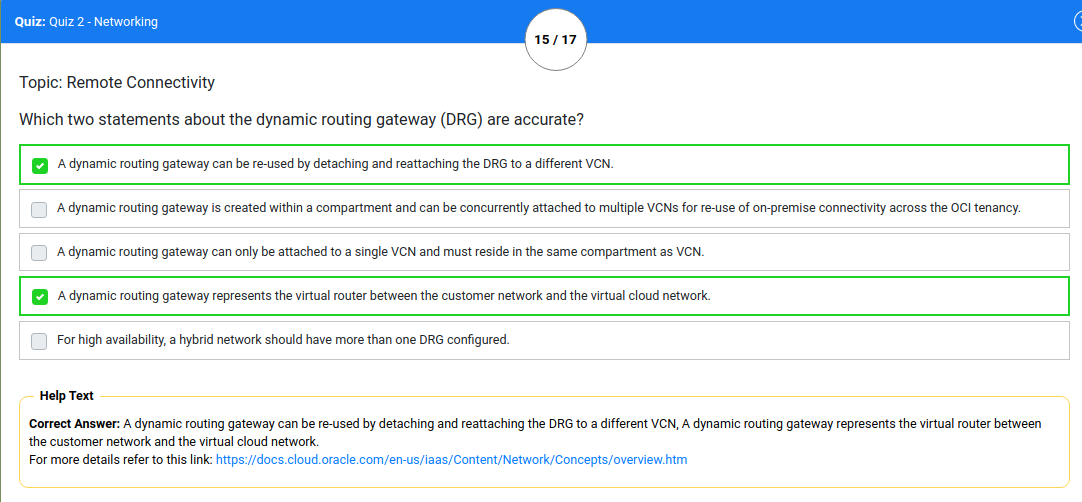 Quiz: Quiz 2 - Networking
15 / 17
Topic: Remote Connectivity
Which two statements about the dynamic routing gateway (DRG) are accurate?
A dynamic routing gateway can be re-used by detaching and reattaching the DRG to a different VCN.
A dynamic routing gateway is created within a compartment and can be concurrently attached to multiple VCNs for re-use of on-premise connectivity across the OCI tenancy.
A dynamic routing gateway can only be attached to a single VCN and must reside in the same compartment as VCN.
A dynamic routing gateway represents the virtual router between the customer network and the virtual cloud network.
For high availability, a hybrid network should have more than one DRG configured.
Help Text
Correct Answer: A dynamic routing gateway can be re-used by detaching and reattaching the DRG to a different VCN, A dynamic routing gateway represents the virtual router between
the customer network and the virtual cloud network.
For more details refer to this link: https://docs.cloud.oracle.com/en-us/iaas/Content/Network/Concepts/overview.htm